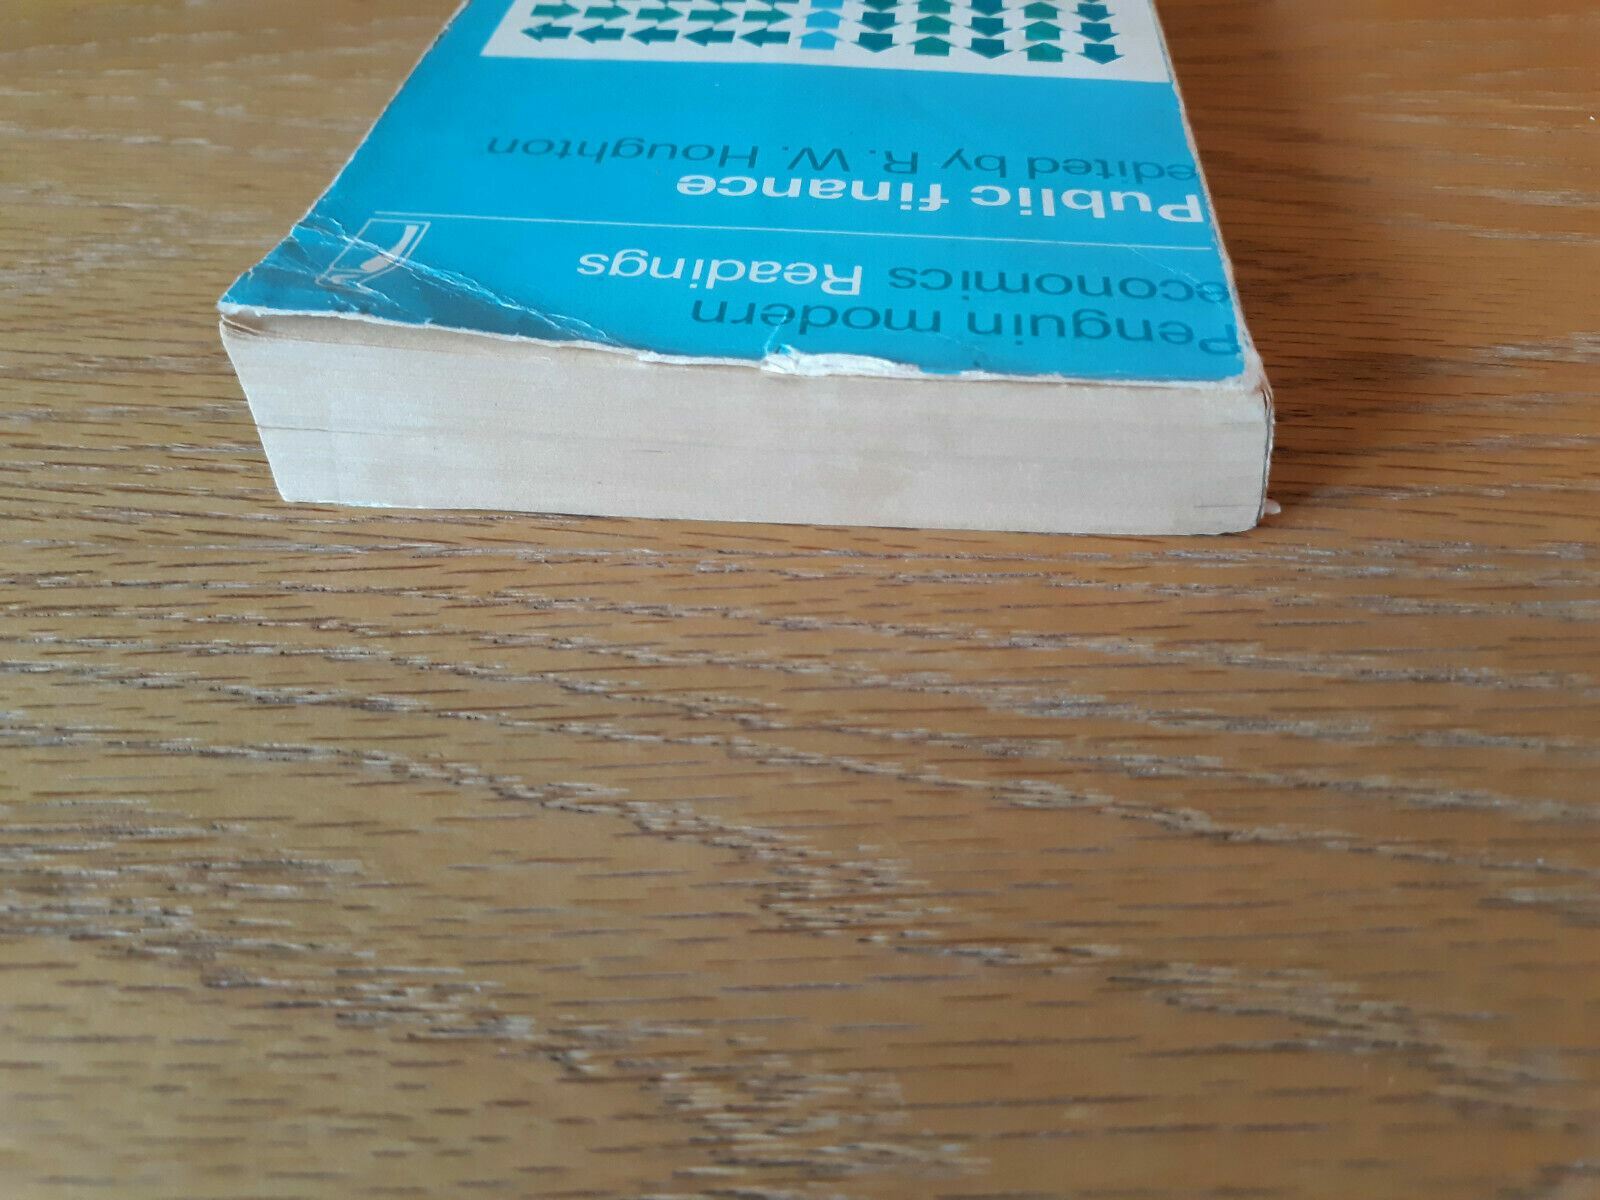 Penguin modern
economics Readings
Public finance
edited by R. W. Houghton